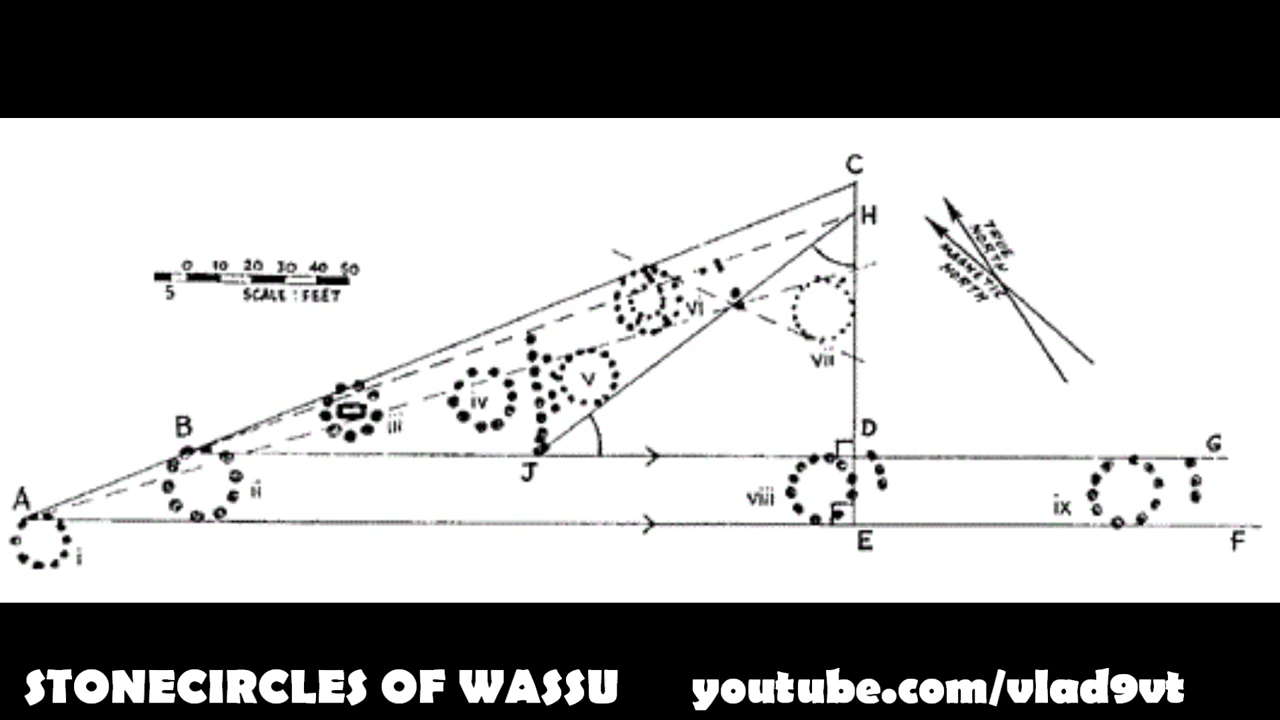 C
H
TRUE
NORTH
MAGNETIC
NORTH
0 10 20 30 40 50
5 SCALE : FEET
vi
vii
v
iv
iii
B
D
G
J
A
ii
viii
ix
i
E
F
STONECIRCLES OF WASSU
youtube.com/vlad9vt